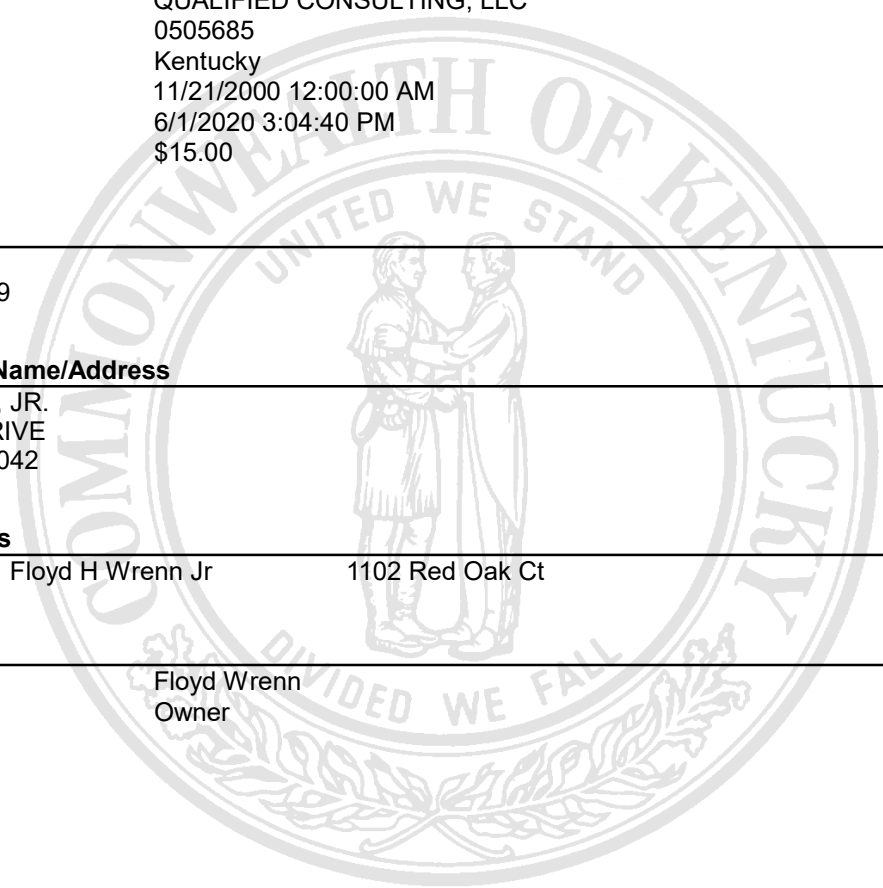 QUALIFIED CONSULTING, LLC
0505685
Kentucky
11/21/2000 12:00:00 AM
6/1/2020 3:04:40 PM
$15.00
9
Name/Address
, JR.
RIVE
042
s
Floyd H Wrenn Jr 1102 Red Oak Ct
Floyd Wrenn
Owner
COMMONWEALTH OF KENTUCKY
UNITED WE STAND
DIVIDED WE FALL